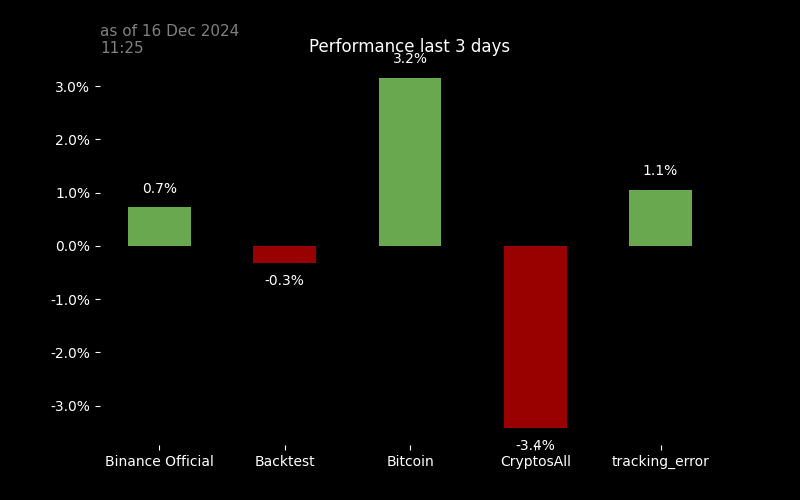 as of 16 Dec 2024
11:25
Performance last 3 days
3.2%
3.0%
2.0%
1.1%
1.0%
0.7%
0.0%
-0.3%
-1.0%
-2.0%
-3.0%
-3.4%
Binance Official
Backtest
Bitcoin
CryptosAll
tracking_error